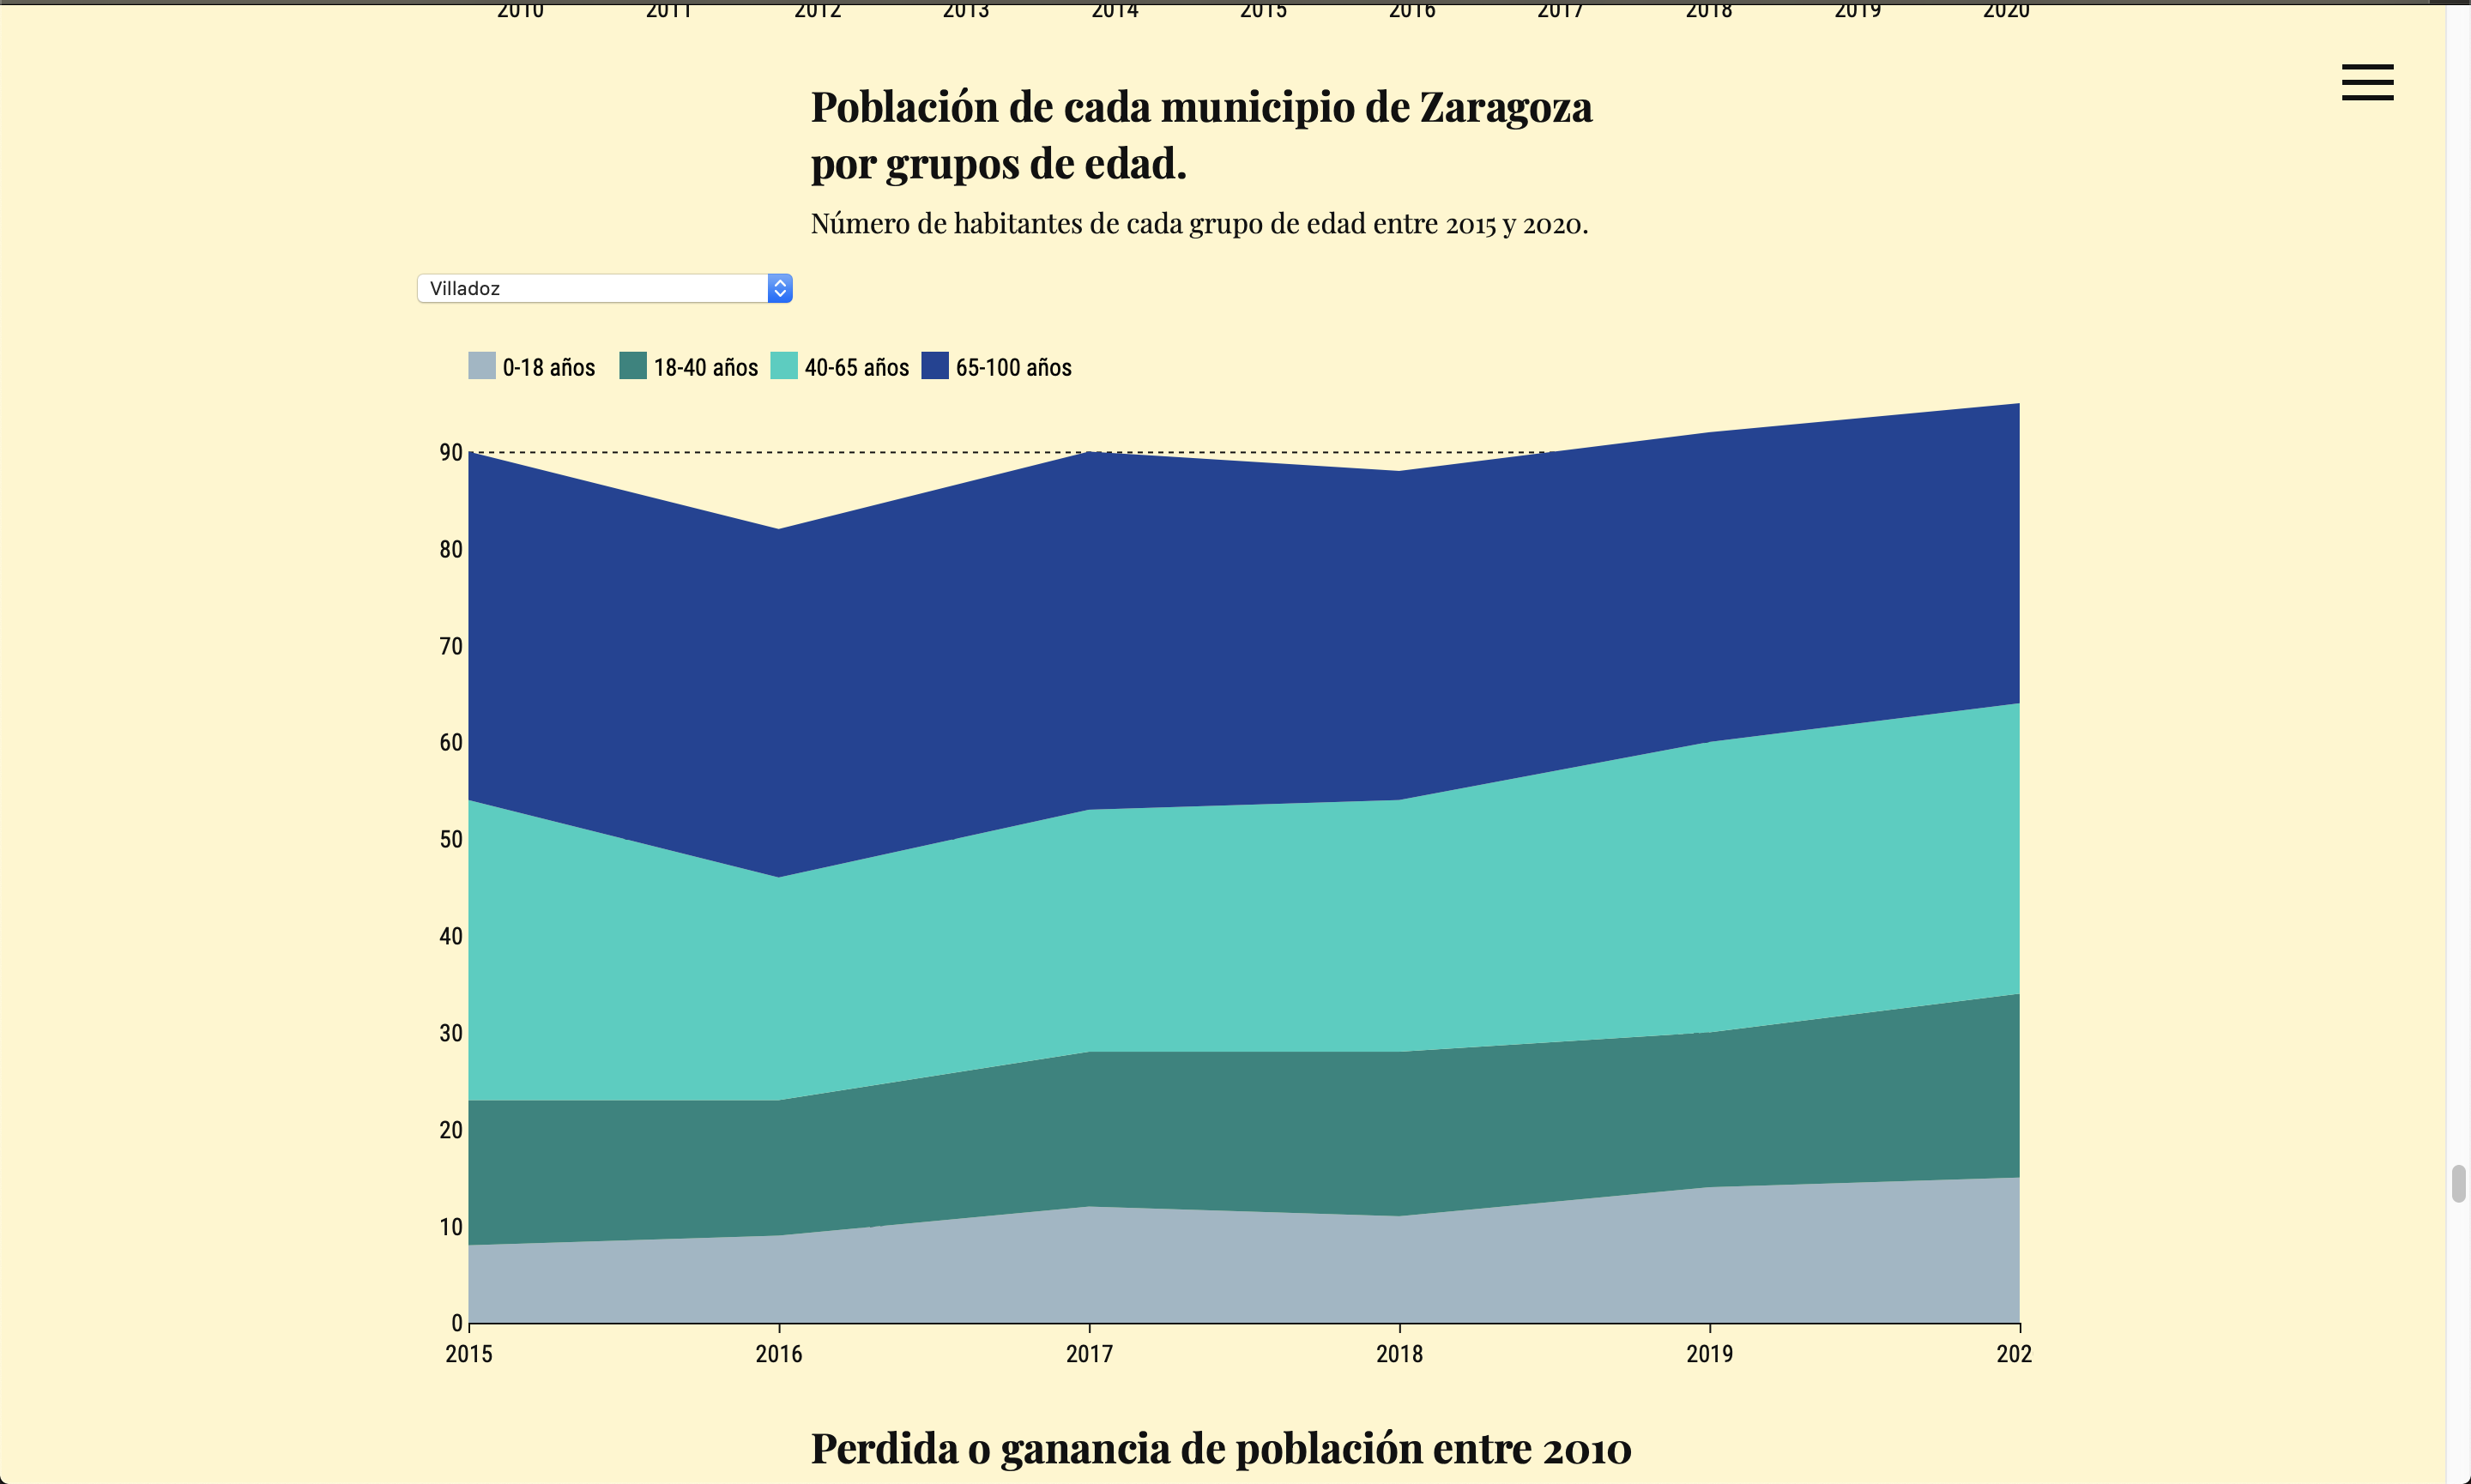 2010 2011 2012 2013 2014 2015 2016 2017 2018 2019 2020
Población de cada municipio de Zaragoza
por grupos de edad.
Número de habitantes de cada grupo de edad entre 2015 y 2020.
Villadoz
0-18 años 18-40 años 40-65 años 65-100 años
90
80
70
60
50
40
30
20
10
0
2015 2016 2017 2018 2019 202
Perdida o ganancia de población entre 2010